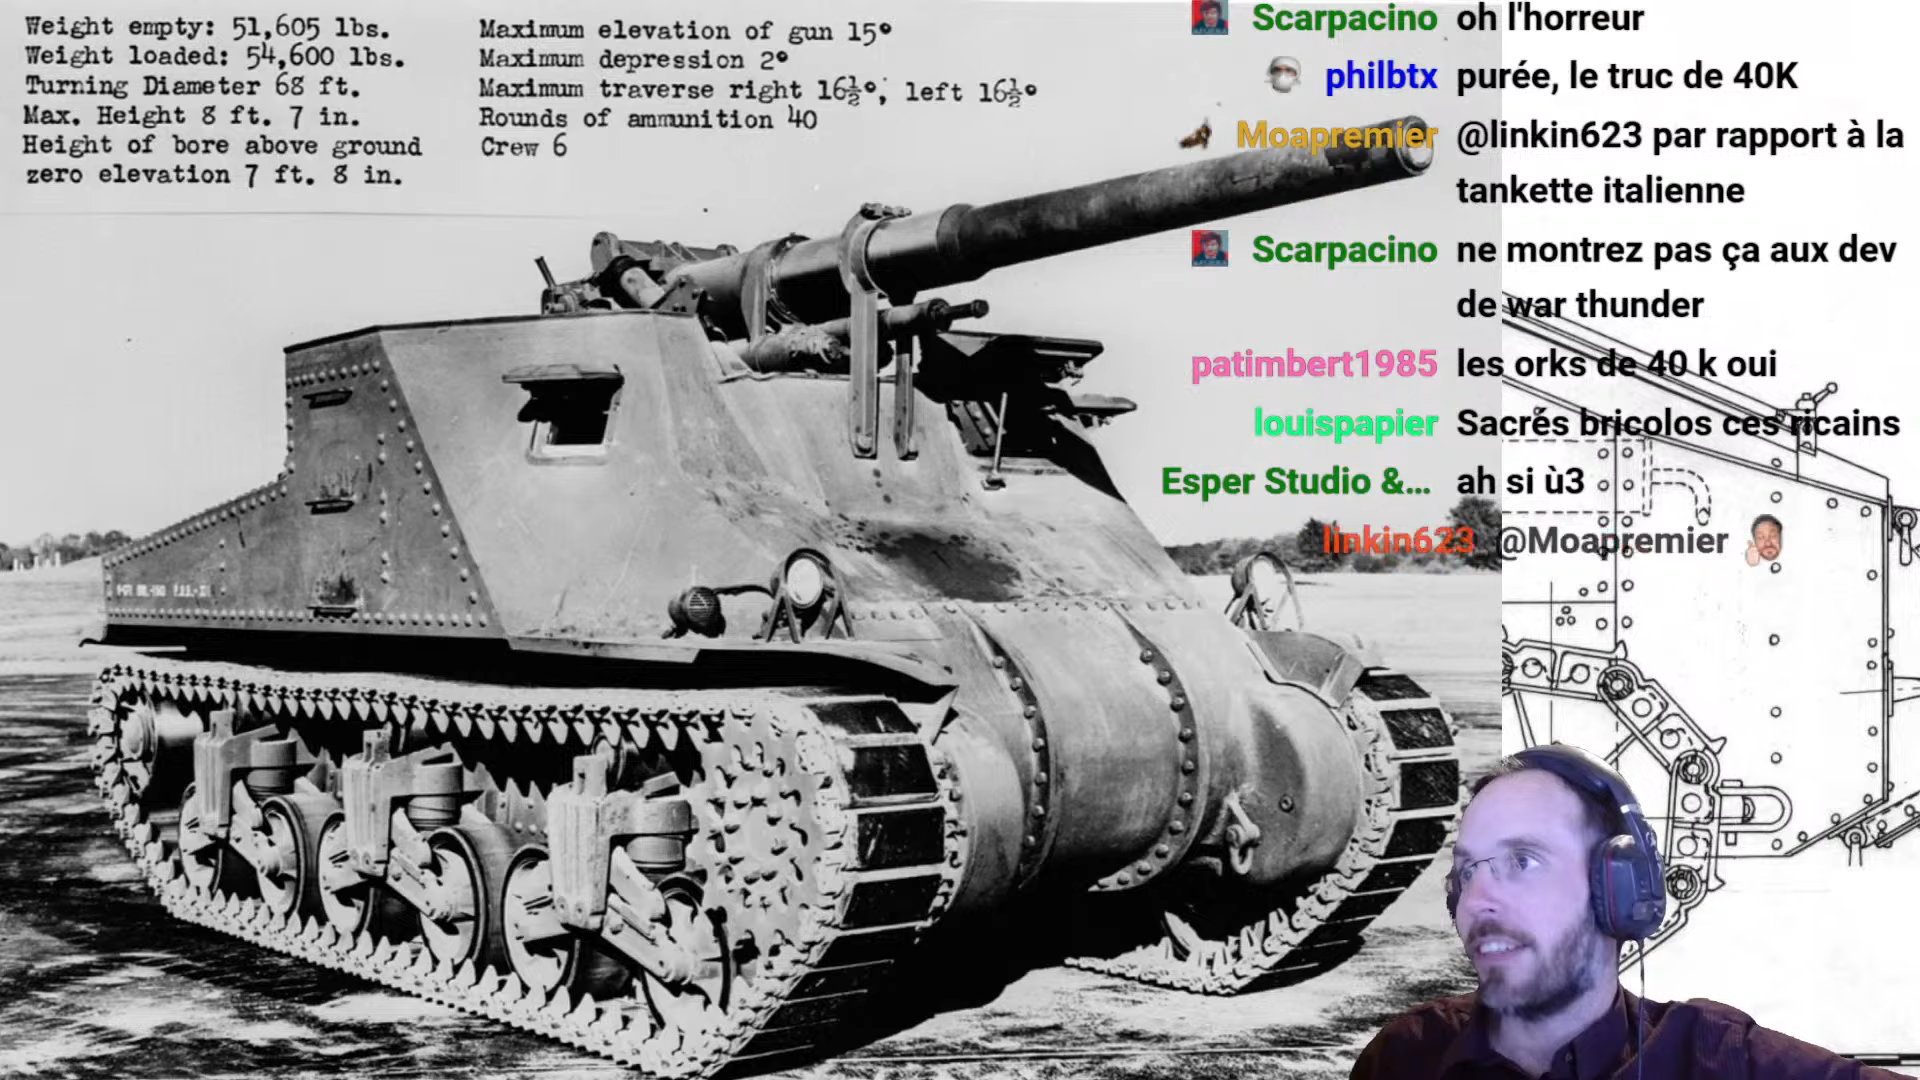 Weight empty: 51,605 lbs.
Weight loaded: 54,600 lbs.
Turning Diameter 68 ft.
Max. Height 8 ft. 7 in.
Height of bore above ground
zero elevation 7 ft. 8 in.
Maximum elevation of gun 15°
Maximum depression 2°
Maximum traverse right 16½°; left 16½°
Rounds of ammunition 40
Crew 6
Scarpacino oh l'horreur
philbtx purée, le truc de 40K
Moapremier @linkin623 par rapport à la
tankette italienne
Scarpacino ne montrez pas ça aux dev
de war thunder
patimbert1985 les orks de 40 k oui
louispapier Sacrés bricolos ces ricains
Esper Studio &... ah si ù3
linkin623 @Moapremier